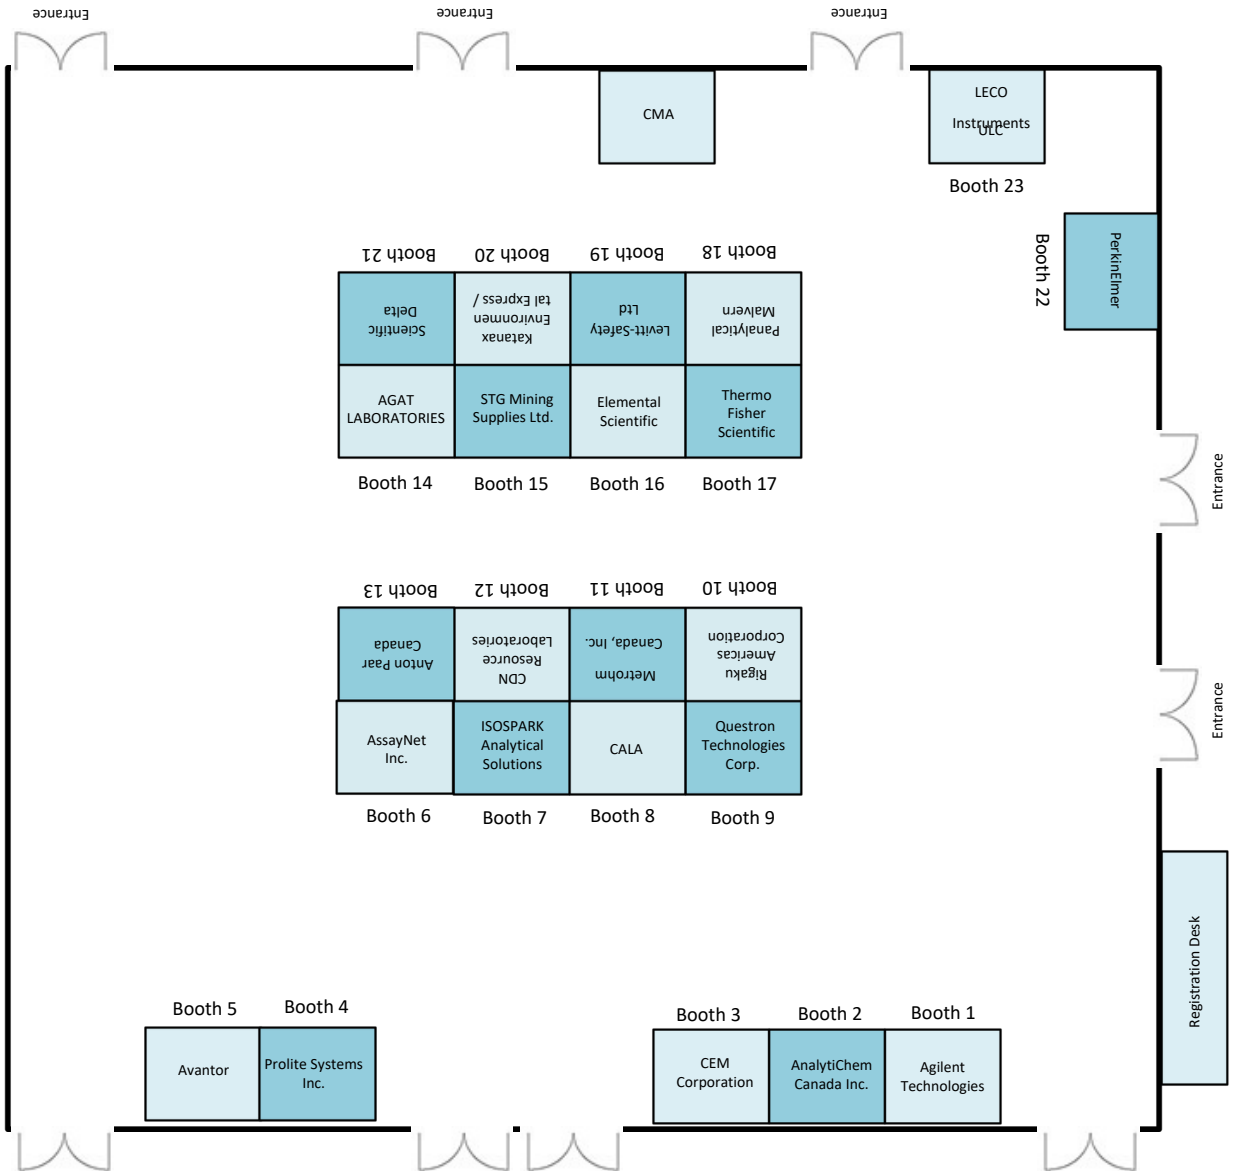 Entrance
Entrance
Entrance
CMA
LECO
Instruments
ULC
Booth 23
PerkinElmer
Booth 22
Booth 21
Booth 20
Booth 19
Booth 18
Delta
Scientific
Katanax
Environmen
tal Express /
Levitt-Safety
Ltd
Malvern
Panalytical
AGAT
LABORATORIES
STG Mining
Supplies Ltd.
Elemental
Scientific
Thermo
Fisher
Scientific
Booth 14
Booth 15
Booth 16
Booth 17
Entrance
Booth 13
Booth 12
Booth 11
Booth 10
Anton Paar
Canada
CDN
Resource
Laboratories
Metrohm
Canada, Inc.
Rigaku
Americas
Corporation
AssayNet
Inc.
ISOSPARK
Analytical
Solutions
CALA
Questron
Technologies
Corp.
Entrance
Booth 6
Booth 7
Booth 8
Booth 9
Registration Desk
Booth 5
Booth 4
Booth 3
Booth 2
Booth 1
Avantor
Prolite Systems
Inc.
CEM
Corporation
AnalytiChem
Canada Inc.
Agilent
Technologies